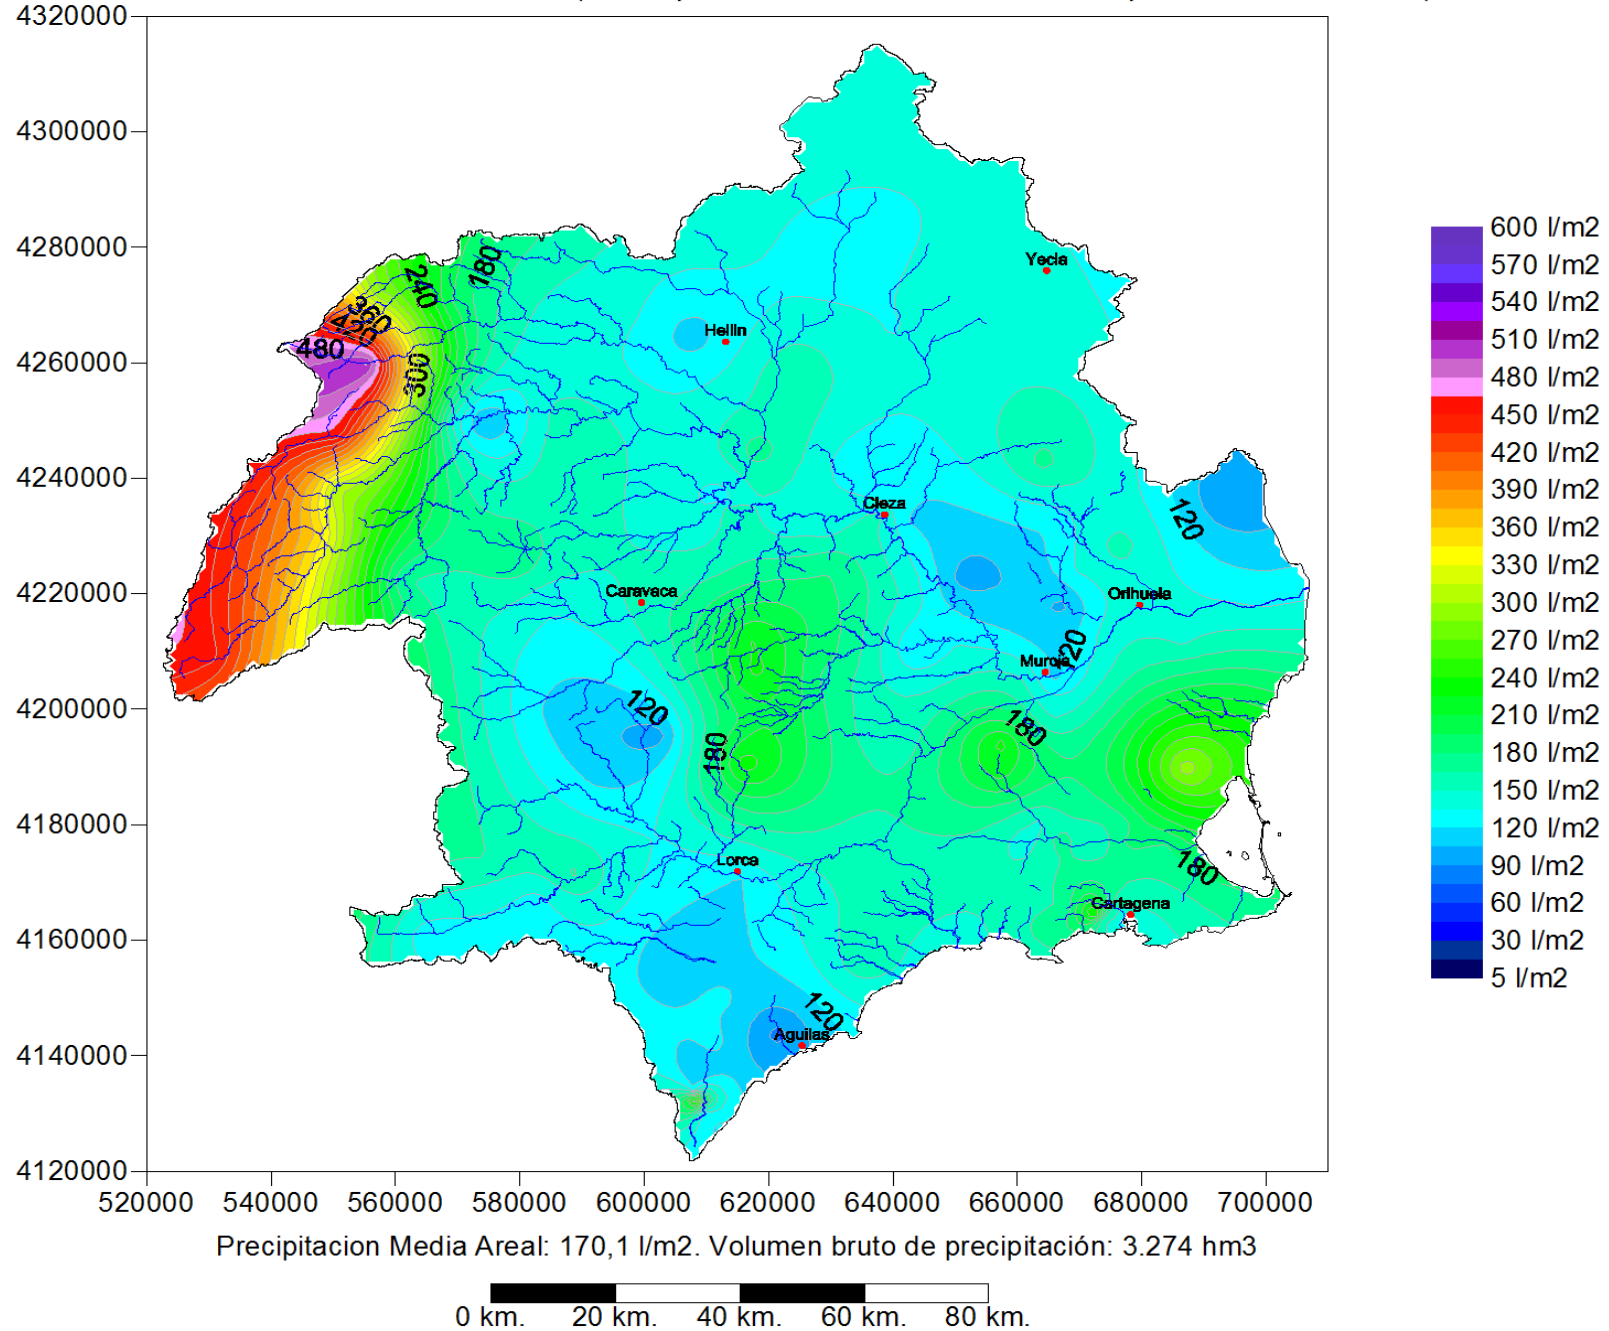 4320000
4300000
4280000
4260000
4240000
4220000
4200000
4180000
4160000
4140000
4120000
520000 540000 560000 580000 600000 620000 640000 660000 680000 700000
240
180
360
420
480
300
Yecla
Hellin
Cieza
120
Caravaca
Orihuela
120
Murcia
120
180
180
Lorca
180
Cartagena
120
Aguilas
600 l/m2
570 l/m2
540 l/m2
510 l/m2
480 l/m2
450 l/m2
420 l/m2
390 l/m2
360 l/m2
330 l/m2
300 l/m2
270 l/m2
240 l/m2
210 l/m2
180 l/m2
150 l/m2
120 l/m2
90 l/m2
60 l/m2
30 l/m2
5 l/m2
Precipitacion Media Areal: 170,1 l/m2. Volumen bruto de precipitación: 3.274 hm3
0 km. 20 km. 40 km. 60 km. 80 km.